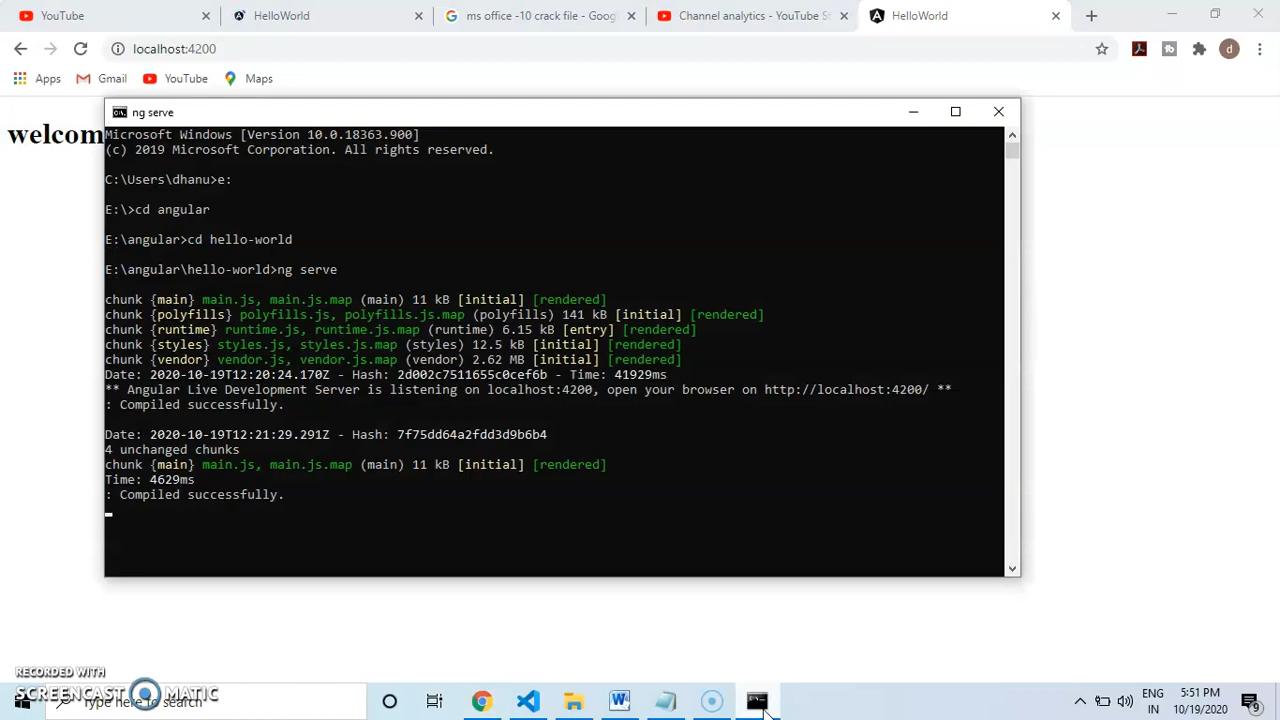 YouTube
HelloWorld
ms office -10 crack file - Goog
Channel analytics - YouTube S
HelloWorld
localhost:4200
d
Apps
Gmail
YouTube
Maps
welcom
ng serve
Microsoft Windows [Version 10.0.18363.900]
(c) 2019 Microsoft Corporation. All rights reserved.
C:\Users\dhanu>e:
E:\>cd angular
E:\angular>cd hello-world
E:\angular\hello-world>ng serve
chunk {main} main.js, main.js.map (main) 11 kB [initial] [rendered]
chunk {polyfills} polyfills.js, polyfills.js.map (polyfills) 141 kB [initial] [rendered]
chunk {runtime} runtime.js, runtime.js.map (runtime) 6.15 kB [entry] [rendered]
chunk {styles} styles.js, styles.js.map (styles) 12.5 kB [initial] [rendered]
chunk {vendor} vendor.js, vendor.js.map (vendor) 2.62 MB [initial] [rendered]
Date: 2020-10-19T12:20:24.170Z - Hash: 2d002c7511655c0cef6b - Time: 41929ms
** Angular Live Development Server is listening on localhost:4200, open your browser on http://localhost:4200/ **
: Compiled successfully.
Date: 2020-10-19T12:21:29.291Z - Hash: 7f75dd64a2fdd3d9b6b4
4 unchanged chunks
chunk {main} main.js, main.js.map (main) 11 kB [initial] [rendered]
Time: 4629ms
: Compiled successfully.
RECORDED WITH
SCREENCAST MATIC
Type here to search
ENG
IN
5:51 PM
10/19/2020
9